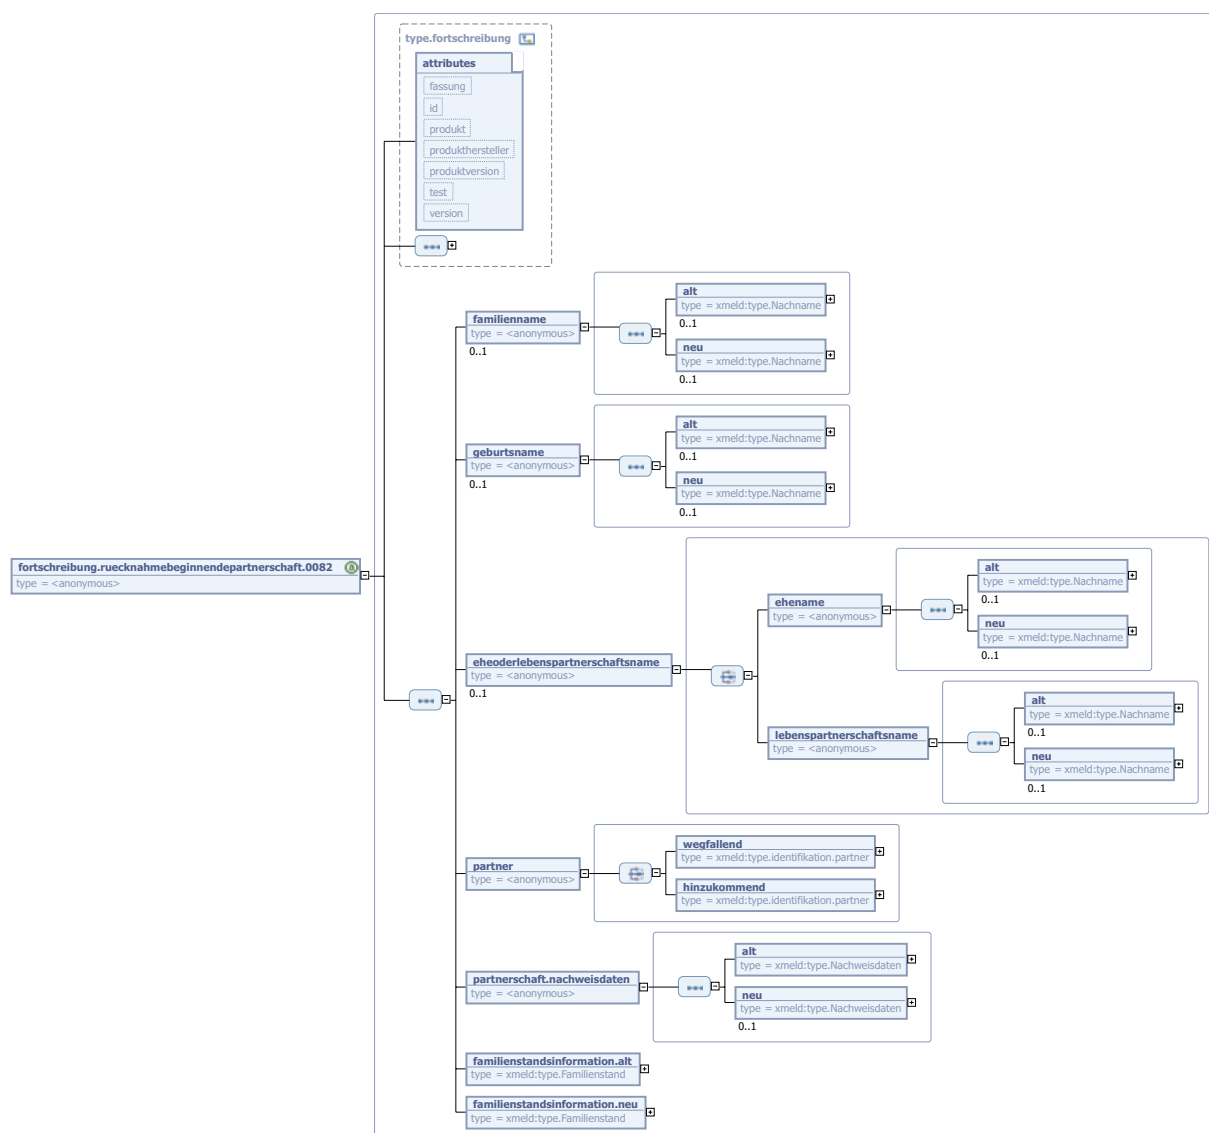 type.fortschreibung
attributes
fassung
id
produkt
produkthersteller
produktversion
test
version
familienname
type = <anonymous>
0..1
alt
type = xmeld:type.Nachname
0..1
neu
type = xmeld:type.Nachname
0..1
geburtsname
type = <anonymous>
0..1
alt
type = xmeld:type.Nachname
0..1
neu
type = xmeld:type.Nachname
0..1
fortschreibung.ruecknahmebeginnendepartnerschaft.0082
a
type = <anonymous>
eheoderlebenspartnerschaftsname
type = <anonymous>
0..1
ehename
type = <anonymous>
alt
type = xmeld:type.Nachname
0..1
neu
type = xmeld:type.Nachname
0..1
lebenspartnerschaftsname
type = <anonymous>
alt
type = xmeld:type.Nachname
0..1
neu
type = xmeld:type.Nachname
0..1
partner
type = <anonymous>
wegfallend
type = xmeld:type.identifikation.partner
hinzukommend
type = xmeld:type.identifikation.partner
partnerschaft.nachweisdaten
type = <anonymous>
alt
type = xmeld:type.Nachweisdaten
neu
type = xmeld:type.Nachweisdaten
0..1
familienstandsinformation.alt
type = xmeld:type.Familienstand
familienstandsinformation.neu
type = xmeld:type.Familienstand